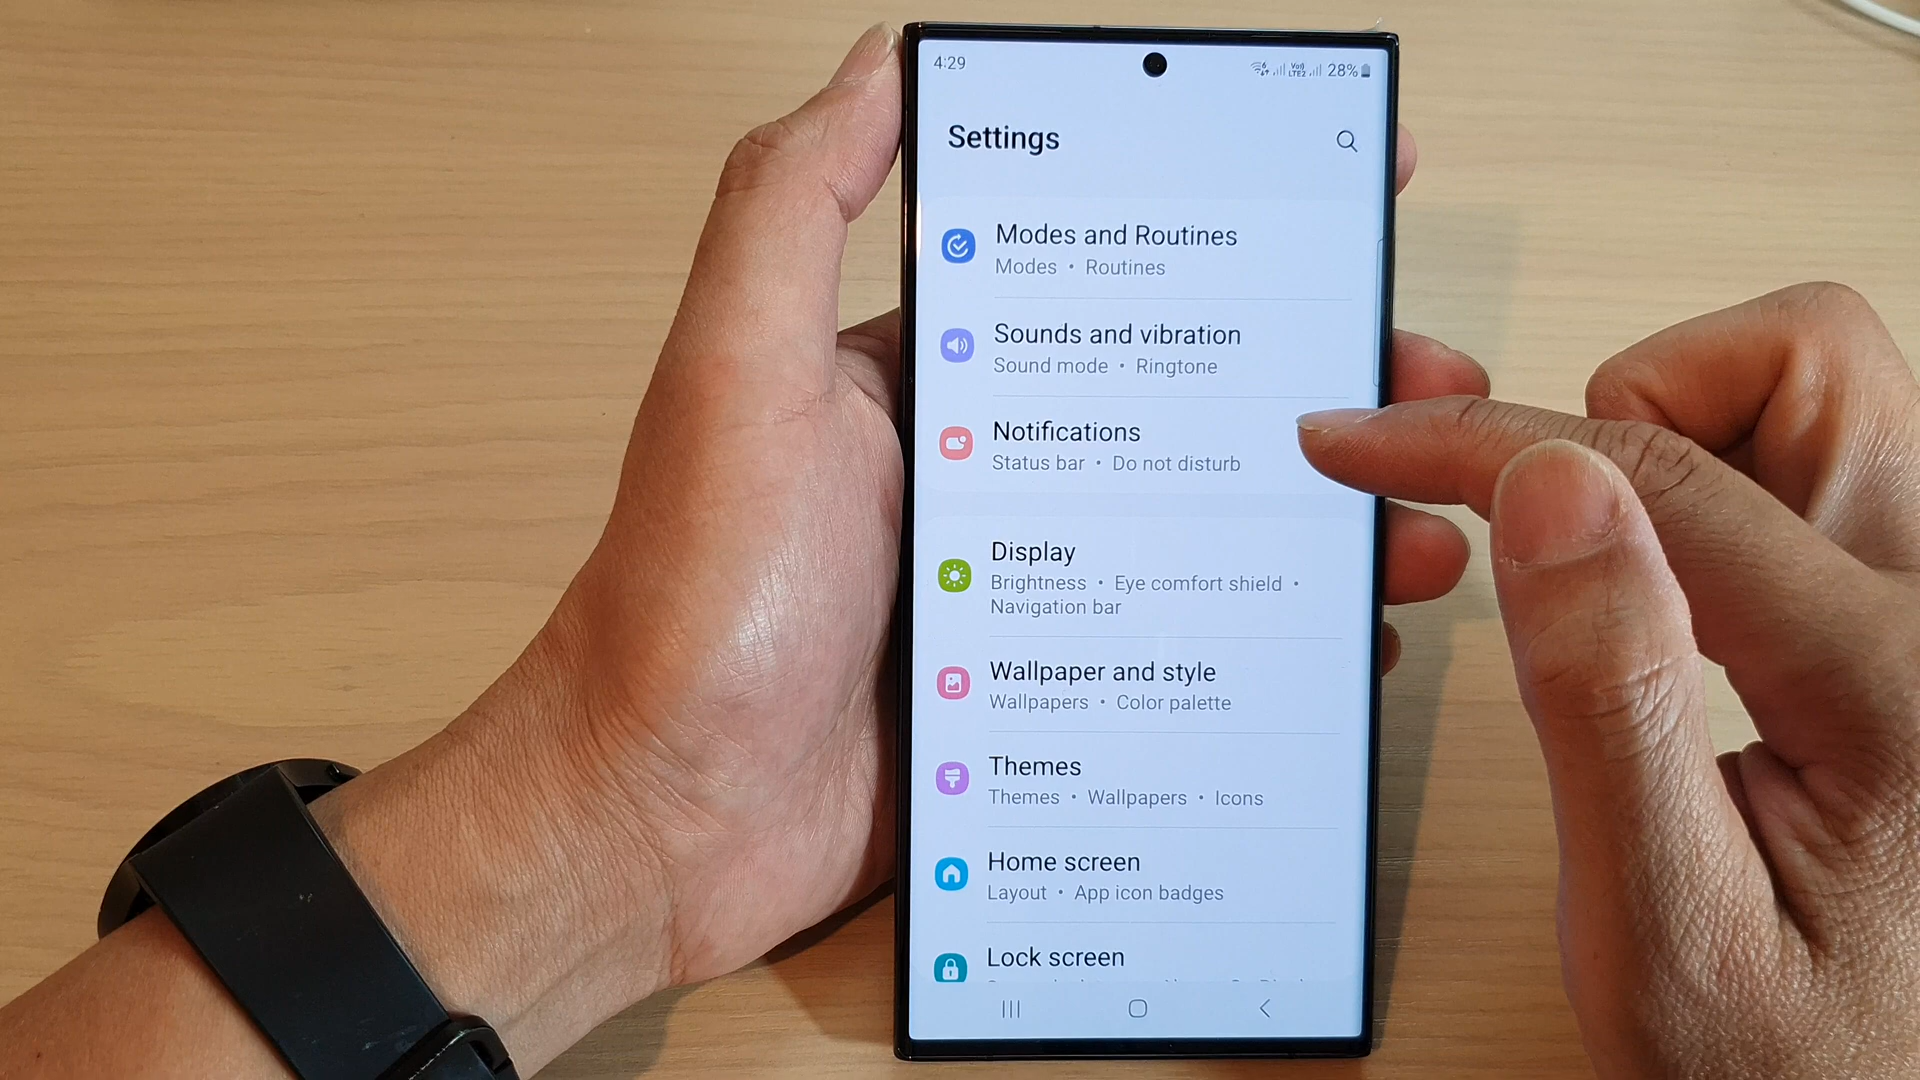 4:29
Vo)) LTE2 28%
Settings
Modes and Routines
Modes • Routines
Sounds and vibration
Sound mode • Ringtone
Notifications
Status bar • Do not disturb
Display
Brightness • Eye comfort shield •
Navigation bar
Wallpaper and style
Wallpapers • Color palette
Themes
Themes • Wallpapers • Icons
Home screen
Layout • App icon badges
Lock screen